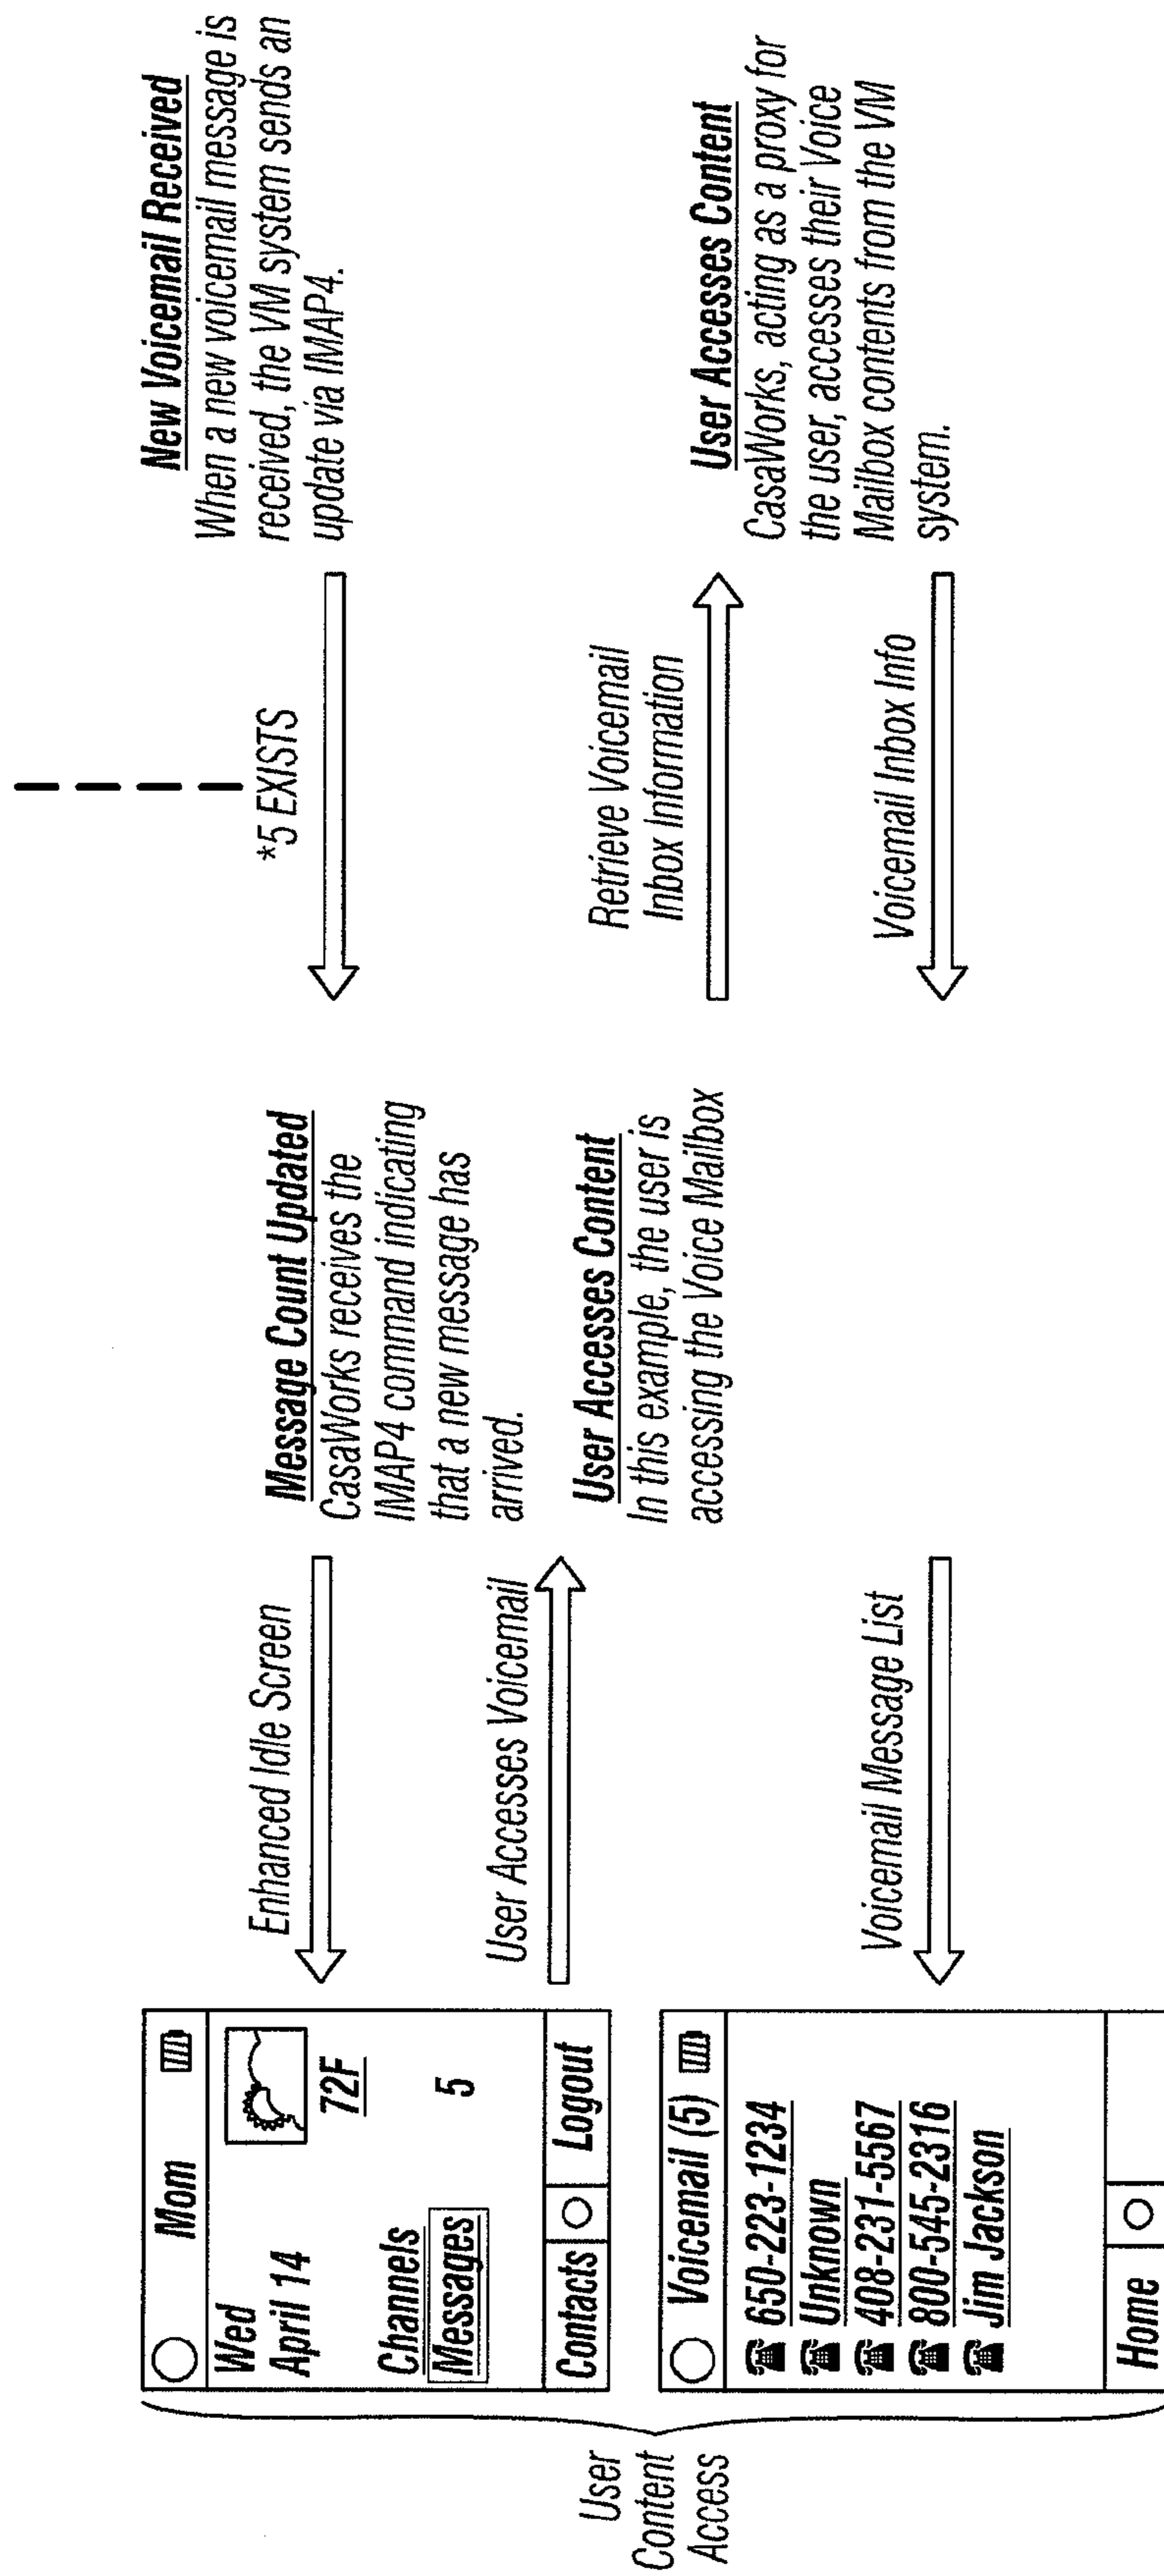 New Voicemail Received
When a new voicemail message is
received, the VM system sends an
update via IMAP4.
*5 EXISTS
Message Count Updated
CasaWorks receives the
IMAP4 command indicating
that a new message has
arrived.
Enhanced Idle Screen
Mom
Wed
April 14
72F
Channels
Messages 5
Contacts Logout
User Accesses Voicemail
User Accesses Content
In this example, the user is
accessing the Voice Mailbox
Retrieve Voicemail
Inbox Information
User Accesses Content
CasaWorks, acting as a proxy for
the user, accesses their Voice
Mailbox contents from the VM
system.
Voicemail Inbox Info
Voicemail Message List
Voicemail (5)
650-223-1234
Unknown
408-231-5567
800-545-2316
Jim Jackson
Home
User
Content
Access